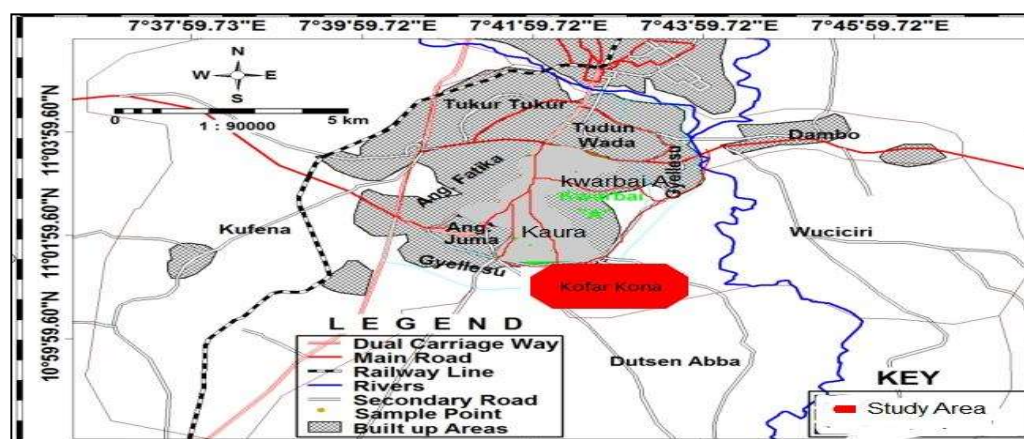 7°37'59.73"E 7°39'59.72"E 7°41'59.72"E 7°43'59.72"E 7°45'59.72"E
N
W E
S
0 5 km
1 : 90000
11°03'59.60"N
11°01'59.60"N
10°59'59.60"N
Tukur Tukur
Tudun
Wada
Dambo
Gyellesu
Ang. Fatika
kwarbai A
Kwarbai
"A"
Kufena
Ang.
Juma
Kaura
Wuciciri
Gyellesu
Kofar Kona
Dutsen Abba
LEGEND
Dual Carriage Way
Main Road
Railway Line
Rivers
Secondary Road
Sample Point
Built up Areas
KEY
Study Area